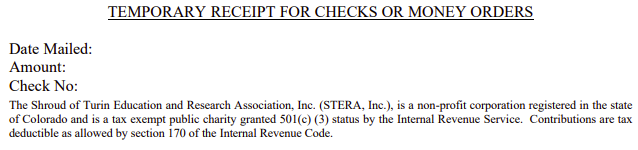 TEMPORARY RECEIPT FOR CHECKS OR MONEY ORDERS
Date Mailed:
Amount:
Check No:
The Shroud of Turin Education and Research Association, Inc. (STERA, Inc.), is a non-profit corporation registered in the state
of Colorado and is a tax exempt public charity granted 501(c) (3) status by the Internal Revenue Service.  Contributions are tax
deductible as allowed by section 170 of the Internal Revenue Code.